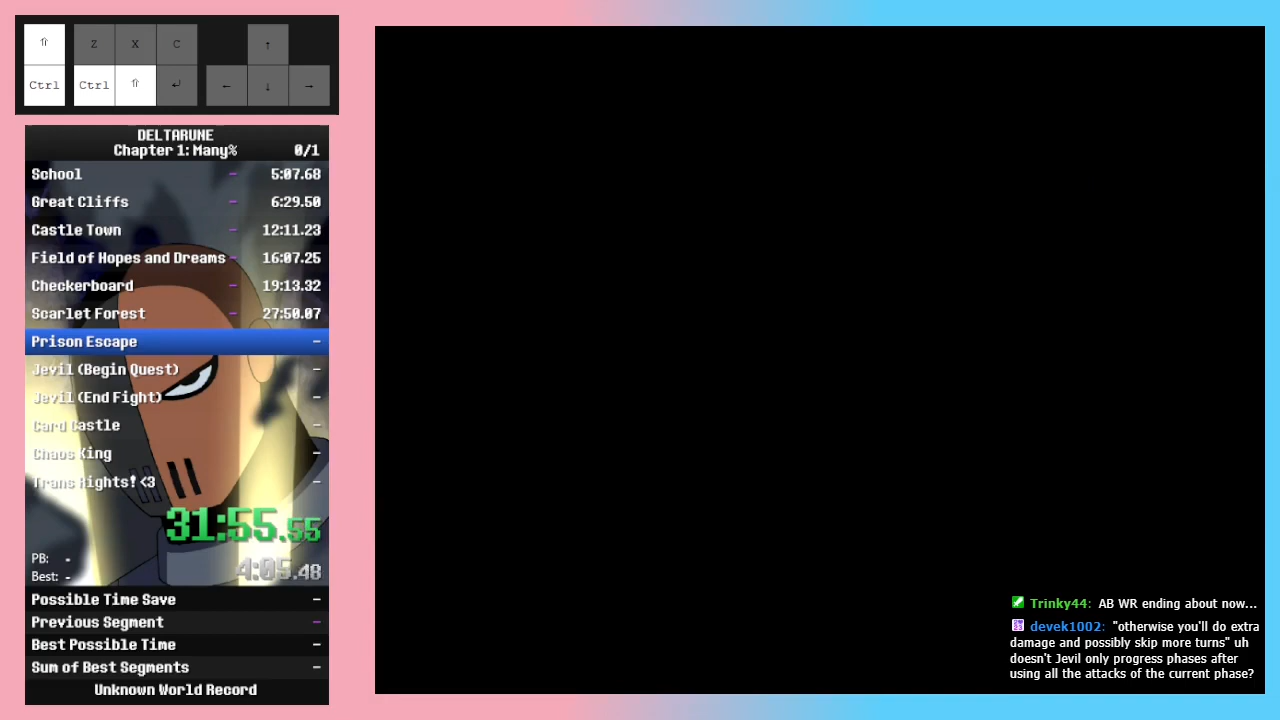 ⇧ Z X C ↑
Ctrl Ctrl ⇧ ↵ ← ↓ →
DELTARUNE
Chapter 1: Many% 0/1
School - 5:07.68
Great Cliffs - 6:29.50
Castle Town - 12:11.23
Field of Hopes and Dreams - 16:07.25
Checkerboard - 19:13.32
Scarlet Forest - 27:50.07
Prison Escape -
Jevil (Begin Quest) -
Jevil (End Fight) -
Card Castle -
Chaos King -
Trans Rights! <3 -
31:55.55
PB: - 4:05.48
Best: -
Possible Time Save -
Previous Segment -
Best Possible Time -
Sum of Best Segments -
Unknown World Record
Trinky44: AB WR ending about now...
devek1002: "otherwise you'll do extra
damage and possibly skip more turns" uh
doesn't Jevil only progress phases after
using all the attacks of the current phase?